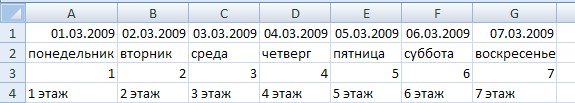 A B C D E F G
1 01.03.2009 02.03.2009 03.03.2009 04.03.2009 05.03.2009 06.03.2009 07.03.2009
2 понедельник вторник среда четверг пятница суббота воскресенье
3 1 2 3 4 5 6 7
4 1 этаж 2 этаж 3 этаж 4 этаж 5 этаж 6 этаж 7 этаж